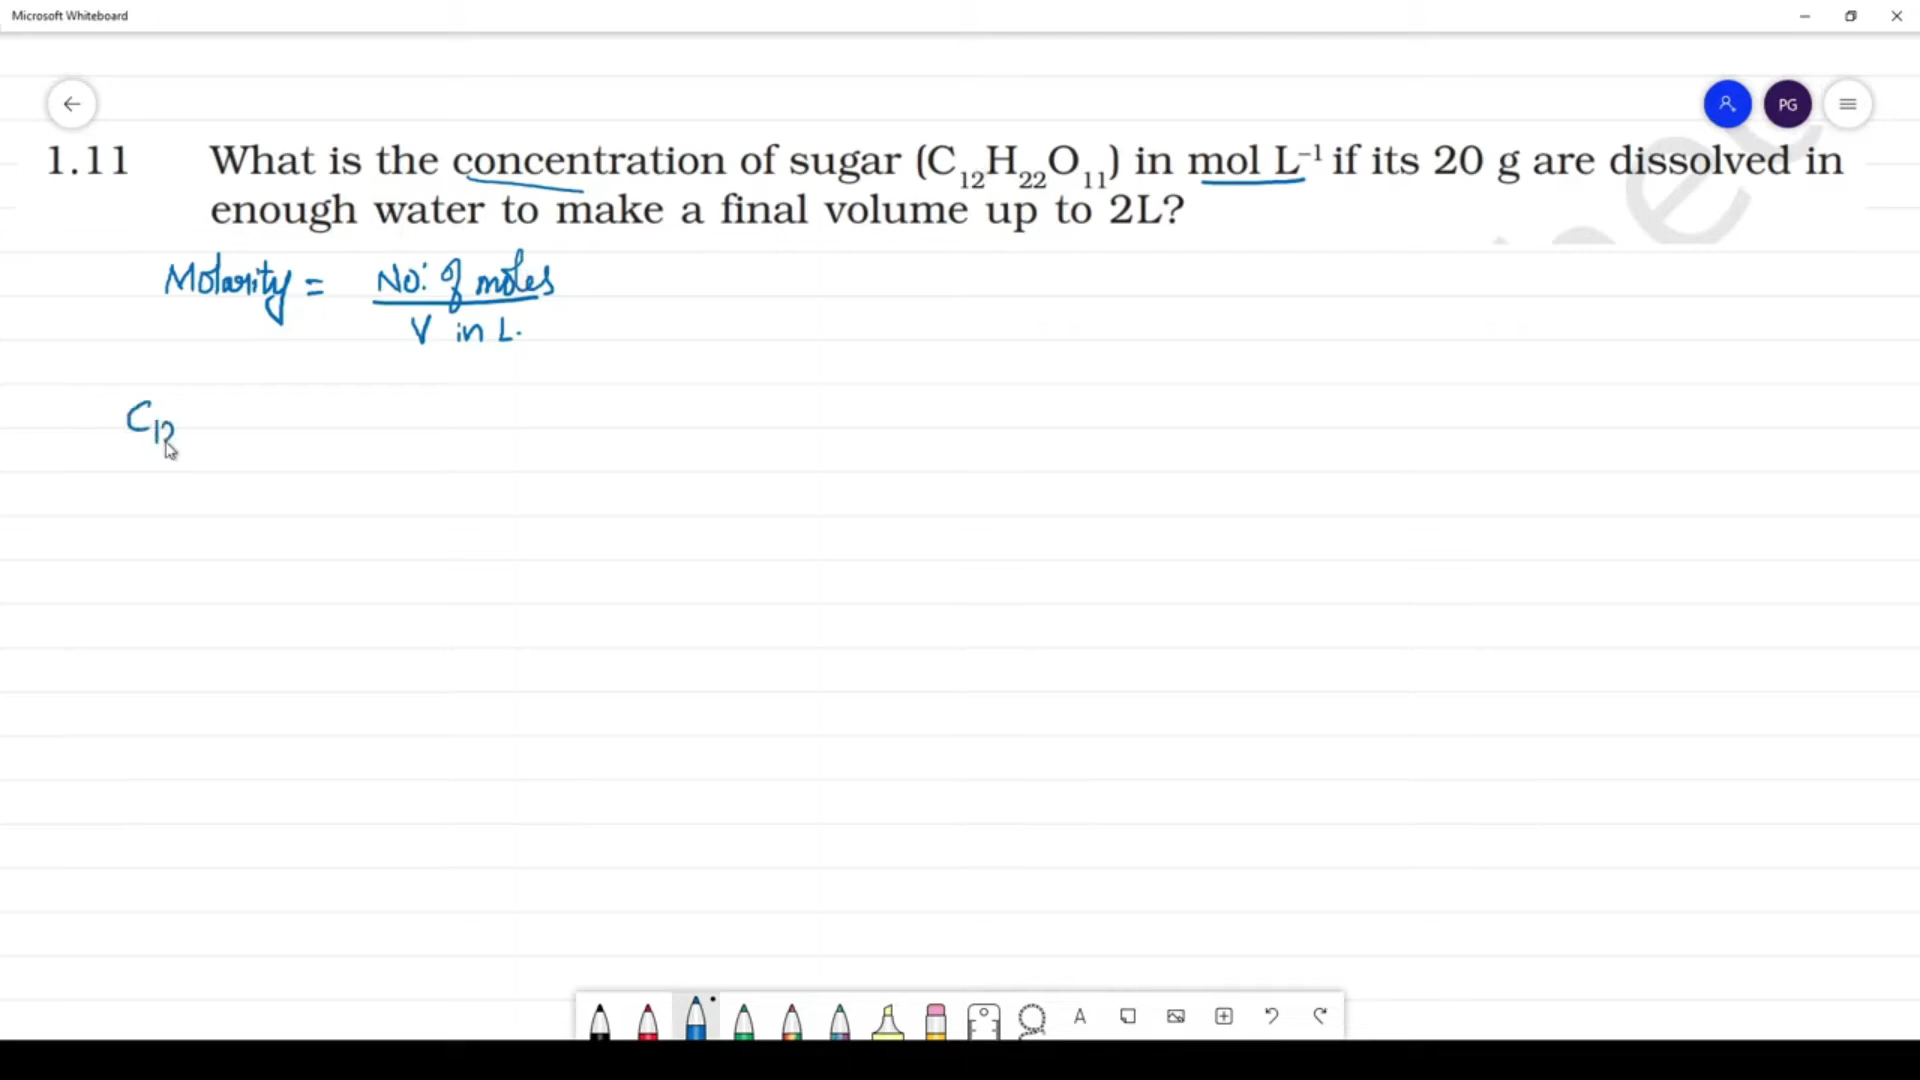 Microsoft Whiteboard
PG
1.11 What is the concentration of sugar (C₁₂H₂₂O₁₁) in mol L⁻¹ if its 20 g are dissolved in
enough water to make a final volume up to 2L?
Molarity = No: of moles
V in L.
C₁₂
A